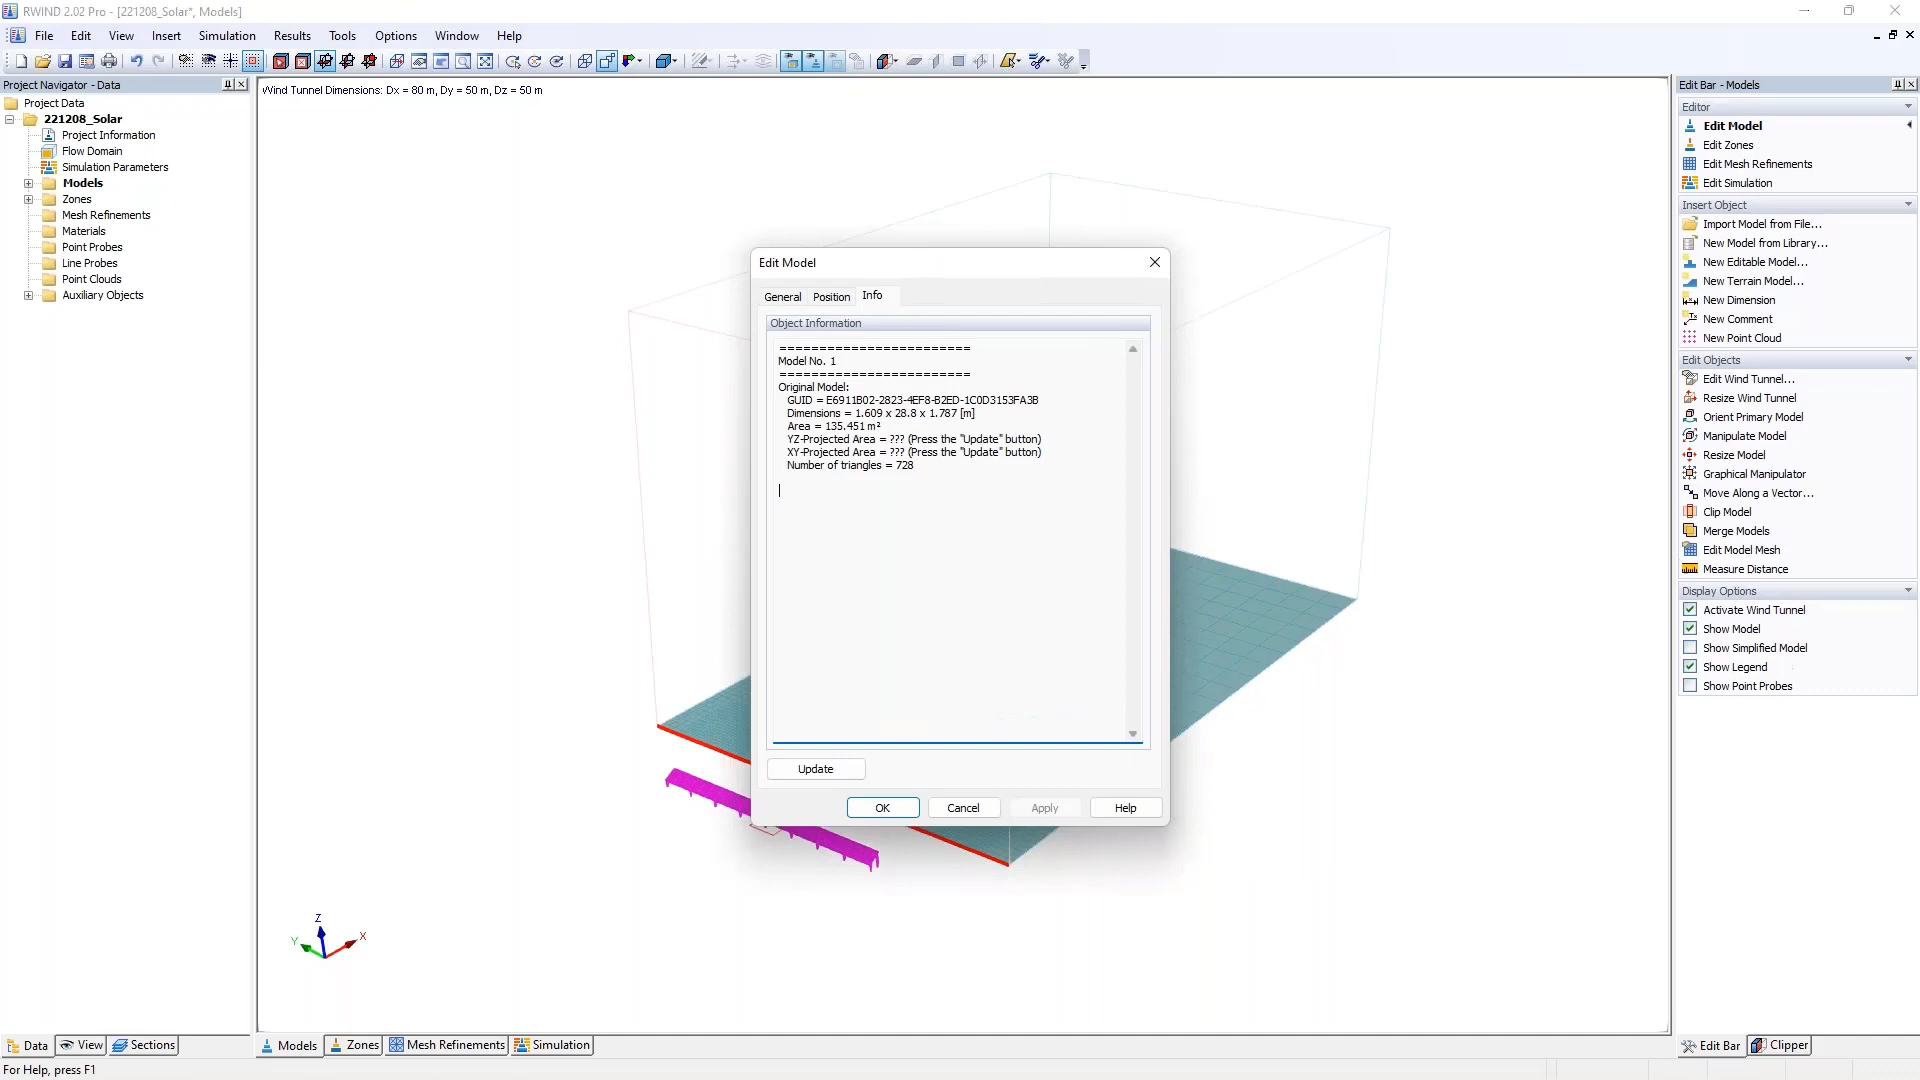 RWIND 2.02 Pro - [221208_Solar*, Models]
File Edit View Insert Simulation Results Tools Options Window Help
Project Navigator - Data
Project Data
221208_Solar
Project Information
Flow Domain
Simulation Parameters
Models
Zones
Mesh Refinements
Materials
Point Probes
Line Probes
Point Clouds
Auxiliary Objects
Wind Tunnel Dimensions: Dx = 80 m, Dy = 50 m, Dz = 50 m
Edit Model
General Position Info
Object Information
========================
Model No. 1
========================
Original Model:
GUID = E6911B02-2823-4EF8-B2ED-1C0D3153FA3B
Dimensions = 1.609 x 28.8 x 1.787 [m]
Area = 135.451 m²
YZ-Projected Area = ??? (Press the "Update" button)
XY-Projected Area = ??? (Press the "Update" button)
Number of triangles = 728
Update
OK Cancel Apply Help
Z
Y
X
Edit Bar - Models
Editor
Edit Model
Edit Zones
Edit Mesh Refinements
Edit Simulation
Insert Object
Import Model from File...
New Model from Library...
New Editable Model...
New Terrain Model...
New Dimension
New Comment
New Point Cloud
Edit Objects
Edit Wind Tunnel...
Resize Wind Tunnel
Orient Primary Model
Manipulate Model
Resize Model
Graphical Manipulator
Move Along a Vector...
Clip Model
Merge Models
Edit Model Mesh
Measure Distance
Display Options
Activate Wind Tunnel
Show Model
Show Simplified Model
Show Legend
Show Point Probes
Data View Sections
Models Zones Mesh Refinements Simulation
Edit Bar Clipper
For Help, press F1